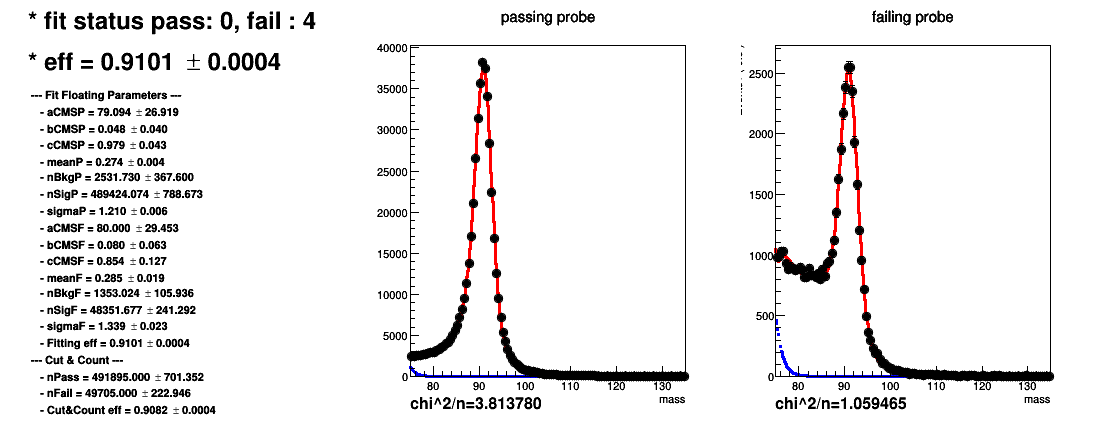 * fit status pass: 0, fail : 4
* eff = 0.9101 ± 0.0004
--- Fit Floating Parameters ---
- aCMSP = 79.094 ± 26.919
- bCMSP = 0.048 ± 0.040
- cCMSP = 0.979 ± 0.043
- meanP = 0.274 ± 0.004
- nBkgP = 2531.730 ± 367.600
- nSigP = 489424.074 ± 788.673
- sigmaP = 1.210 ± 0.006
- aCMSF = 80.000 ± 29.453
- bCMSF = 0.080 ± 0.063
- cCMSF = 0.854 ± 0.127
- meanF = 0.285 ± 0.019
- nBkgF = 1353.024 ± 105.936
- nSigF = 48351.677 ± 241.292
- sigmaF = 1.339 ± 0.023
- Fitting eff = 0.9101 ± 0.0004
--- Cut & Count ---
- nPass = 491895.000 ± 701.352
- nFail = 49705.000 ± 222.946
- Cut&Count eff = 0.9082 ± 0.0004
passing probe
40000
35000
30000
25000
20000
15000
10000
5000
0
80 90 100 110 120 130
mass
chi^2/n=3.813780
failing probe
2500
2000
1500
1000
500
0
80 90 100 110 120 130
mass
chi^2/n=1.059465